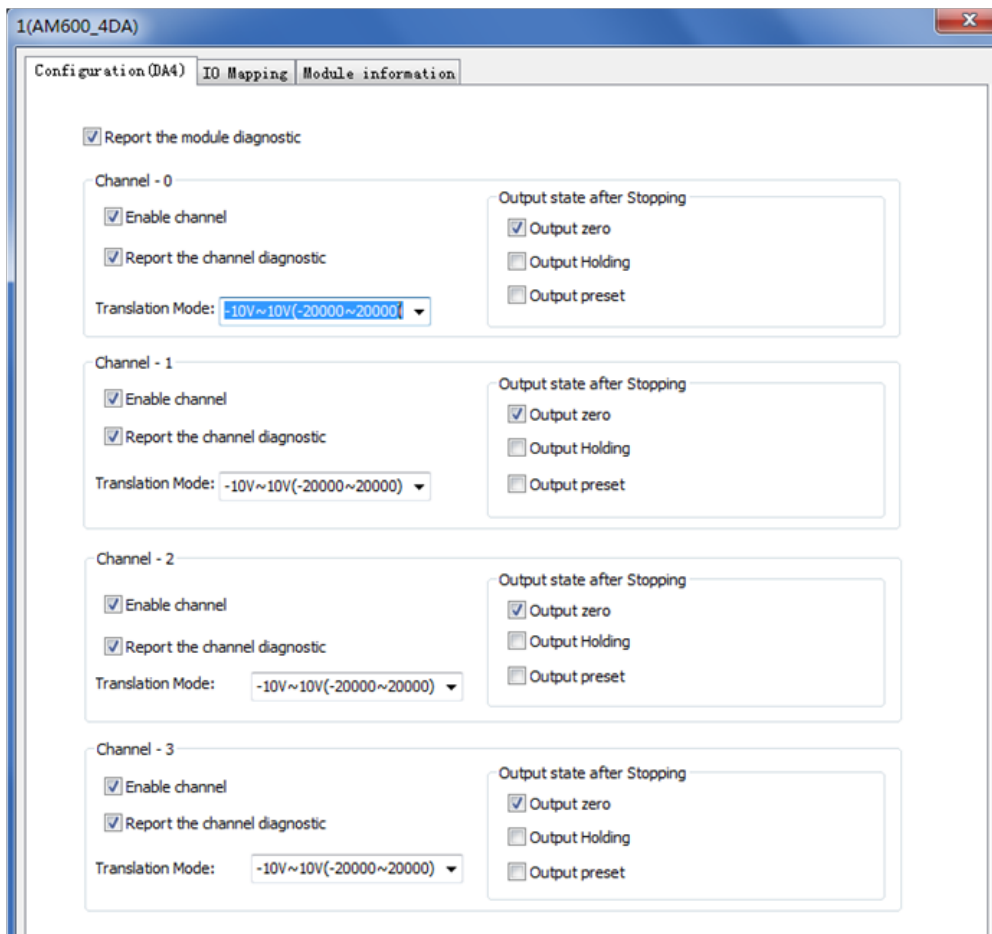 1(AM600_4DA)
Configuration(DA4) IO Mapping Module information
Report the module diagnostic
Channel - 0
Enable channel
Report the channel diagnostic
Translation Mode: -10V~10V(-20000~20000)
Output state after Stopping
Output zero
Output Holding
Output preset
Channel - 1
Enable channel
Report the channel diagnostic
Translation Mode: -10V~10V(-20000~20000)
Output state after Stopping
Output zero
Output Holding
Output preset
Channel - 2
Enable channel
Report the channel diagnostic
Translation Mode: -10V~10V(-20000~20000)
Output state after Stopping
Output zero
Output Holding
Output preset
Channel - 3
Enable channel
Report the channel diagnostic
Translation Mode: -10V~10V(-20000~20000)
Output state after Stopping
Output zero
Output Holding
Output preset